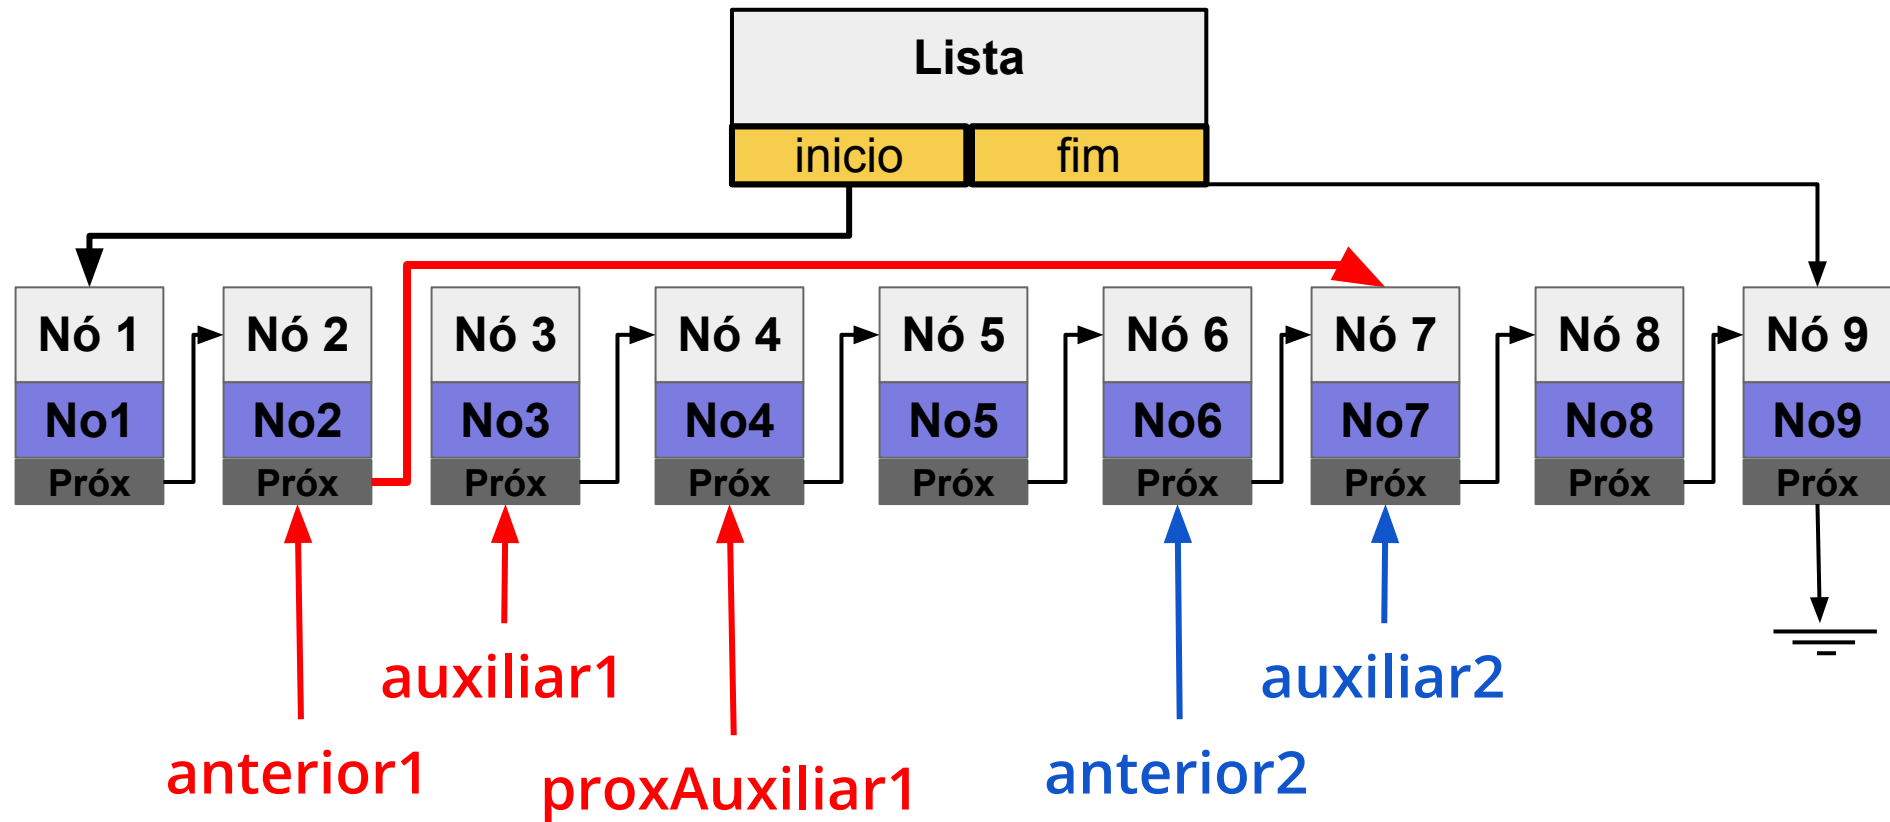 Lista
inicio fim
Nó 1 Nó 2 Nó 3 Nó 4 Nó 5 Nó 6 Nó 7 Nó 8 Nó 9
No1 No2 No3 No4 No5 No6 No7 No8 No9
Próx Próx Próx Próx Próx Próx Próx Próx Próx
auxiliar1 auxiliar2
anterior1 proxAuxiliar1 anterior2